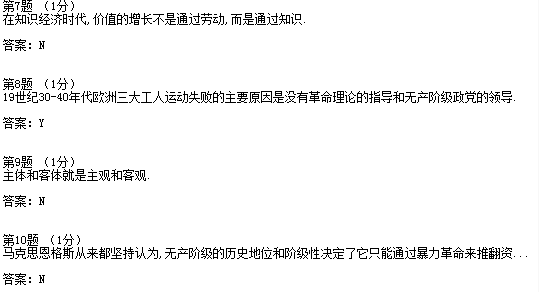 第7题 （1分）
在知识经济时代,价值的增长不是通过劳动,而是通过知识.
答案: N
第8题 （1分）
19世纪30-40年代欧洲三大工人运动失败的主要原因是没有革命理论的指导和无产阶级政党的领导.
答案: Y
第9题 （1分）
主体和客体就是主观和客观.
答案: N
第10题 （1分）
马克思恩格斯从来都坚持认为,无产阶级的历史地位和阶级性决定了它只能通过暴力革命来推翻资...
答案: N